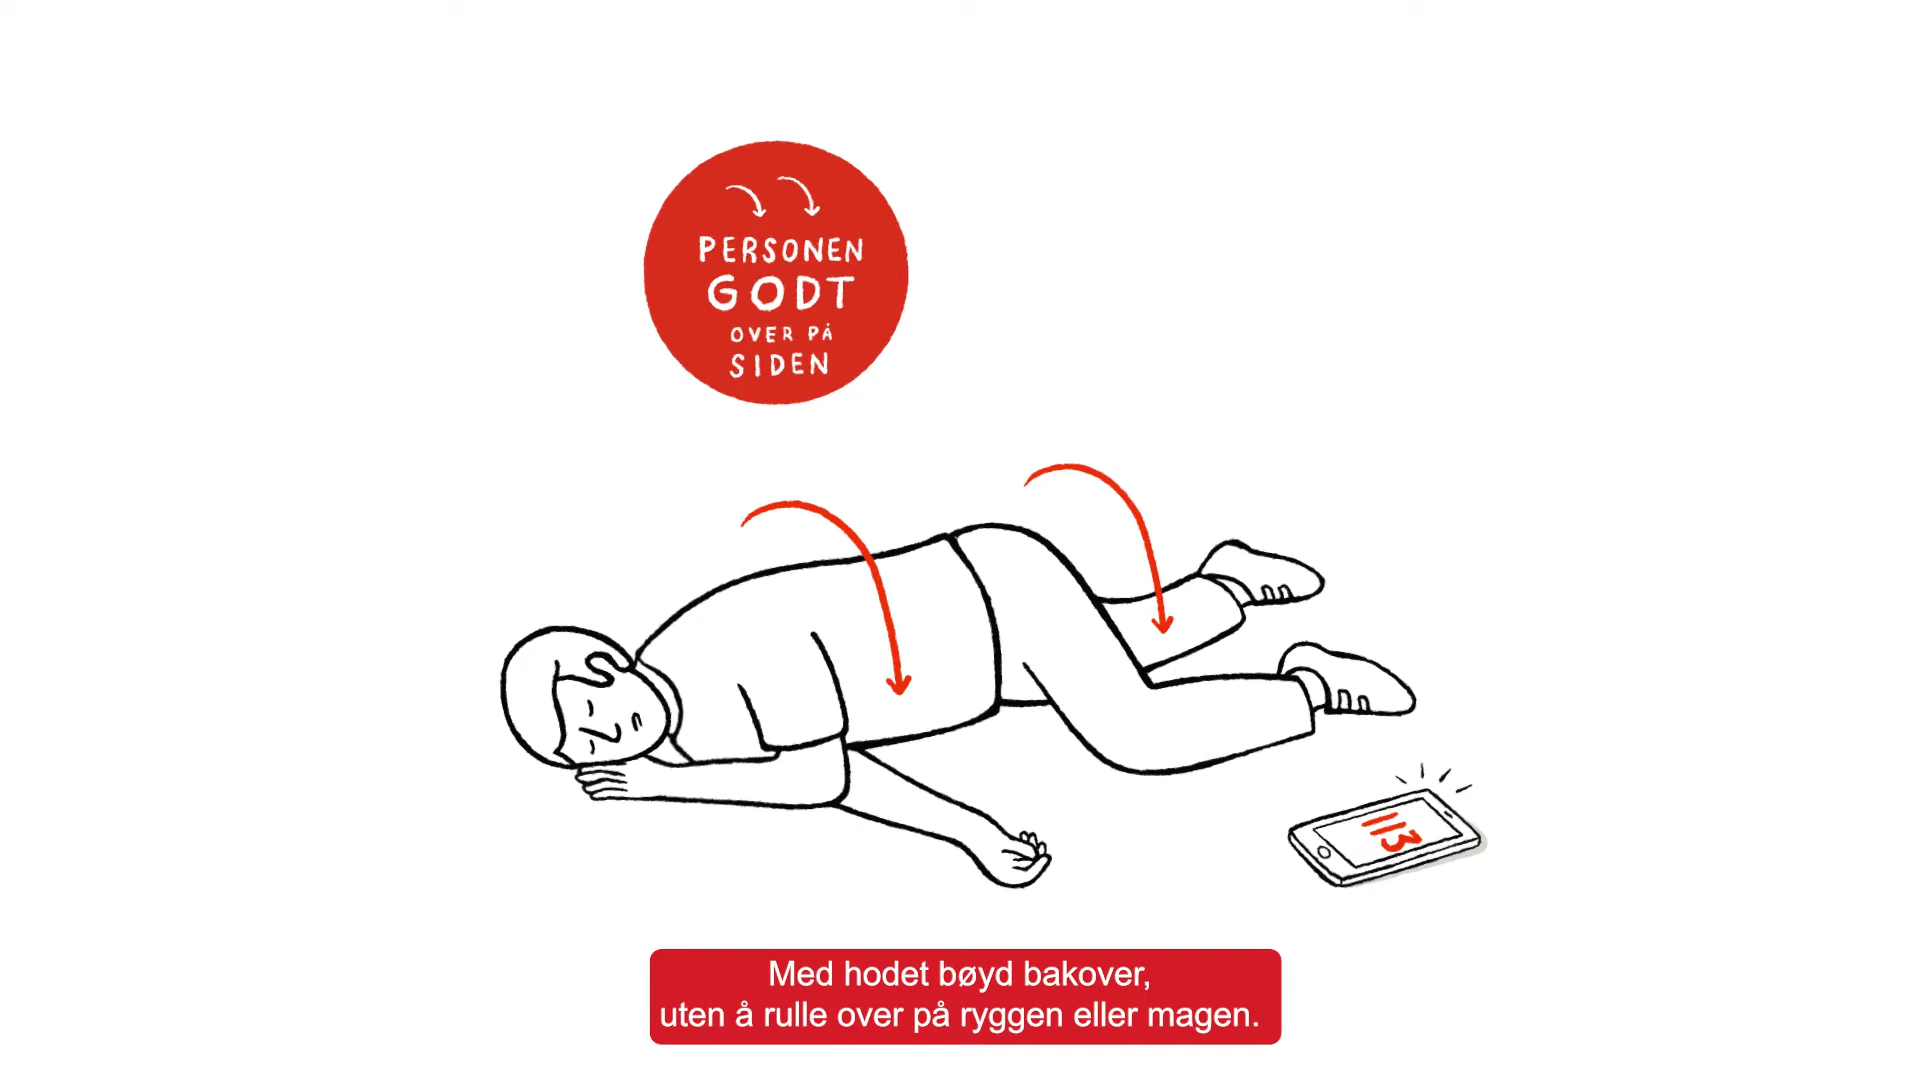 PERSONEN
GODT
OVER PÅ
SIDEN
113
Med hodet bøyd bakover,
uten å rulle over på ryggen eller magen.